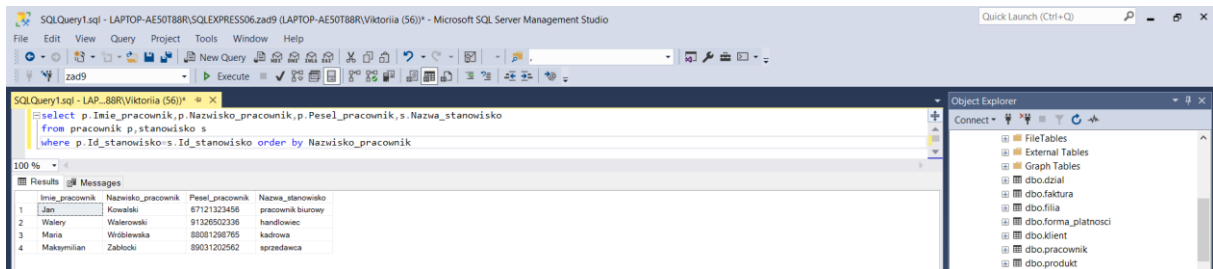 SQLQuery1.sql - LAPTOP-AE50T88R\SQLEXPRESS06.zad9 (LAPTOP-AE50T88R\Viktoriia (56))* - Microsoft SQL Server Management Studio
Quick Launch (Ctrl+Q)
File Edit View Query Project Tools Window Help
New Query
zad9 Execute
SQLQuery1.sql - LAP...88R\Viktoriia (56))*
Object Explorer
select p.Imie_pracownik,p.Nazwisko_pracownik,p.Pesel_pracownik,s.Nazwa_stanowisko
from pracownik p,stanowisko s
where p.Id_stanowisko=s.Id_stanowisko order by Nazwisko_pracownik
100 %
Results Messages
Imie_pracownik Nazwisko_pracownik Pesel_pracownik Nazwa_stanowisko
1 Jan Kowalski 67121323456 pracownik biurowy
2 Walery Walerowski 91326502336 handlowiec
3 Maria Wróblewska 88081298765 kadrowa
4 Maksymilian Zabłocki 89031202562 sprzedawca
Connect
FileTables
External Tables
Graph Tables
dbo.dzial
dbo.faktura
dbo.filia
dbo.forma_platnosci
dbo.klient
dbo.pracownik
dbo.produkt